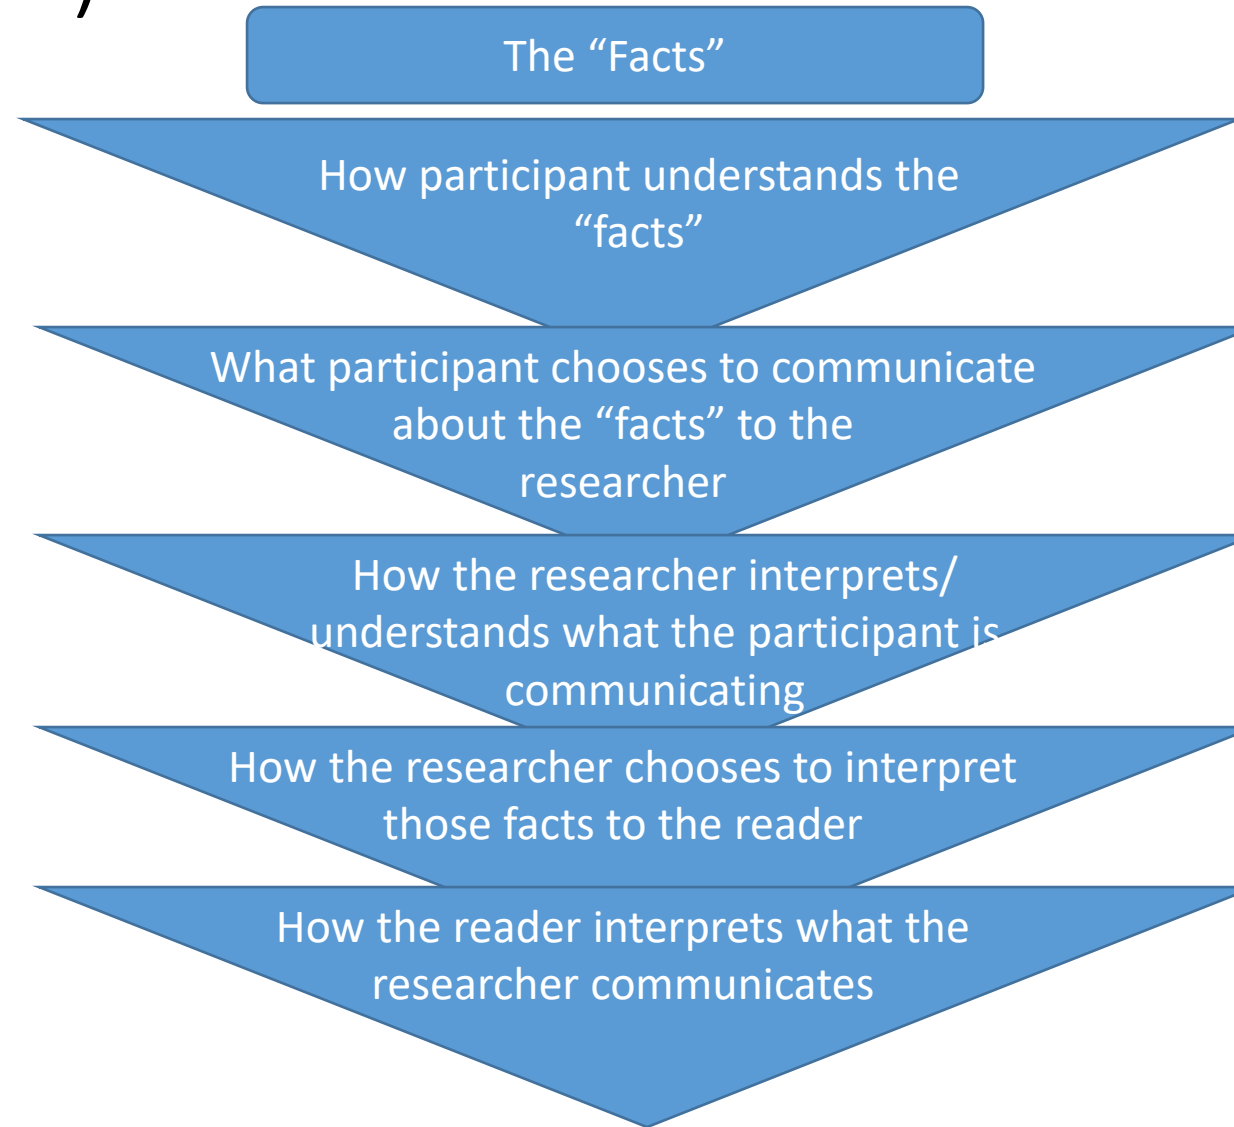 The “Facts”
How participant understands the
“facts”
What participant chooses to communicate
about the “facts” to the
researcher
How the researcher interprets/
understands what the participant is
communicating
How the researcher chooses to interpret
those facts to the reader
How the reader interprets what the
researcher communicates